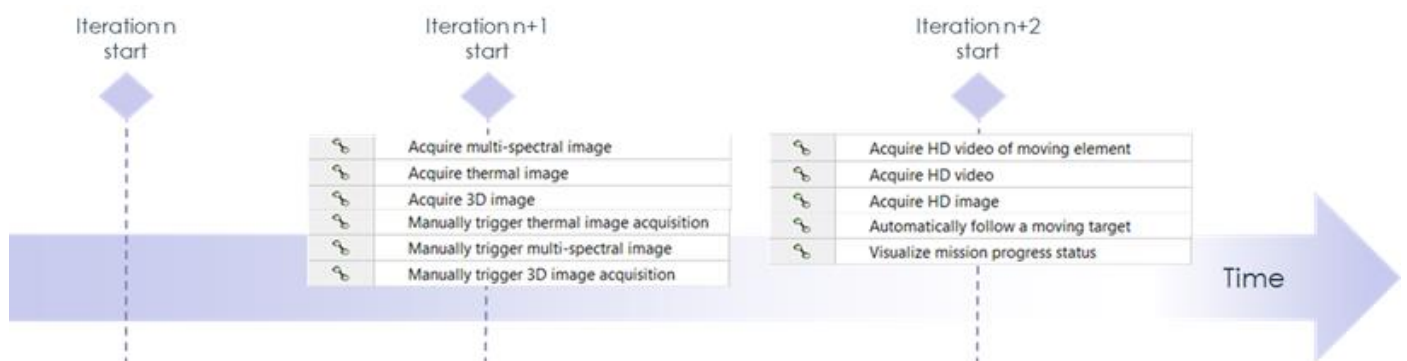 Iteration n
start
Iteration n+1
start
Iteration n+2
start
Acquire multi-spectral image
Acquire thermal image
Acquire 3D image
Manually trigger thermal image acquisition
Manually trigger multi-spectral image
Manually trigger 3D image acquisition
Acquire HD video of moving element
Acquire HD video
Acquire HD image
Automatically follow a moving target
Visualize mission progress status
Time